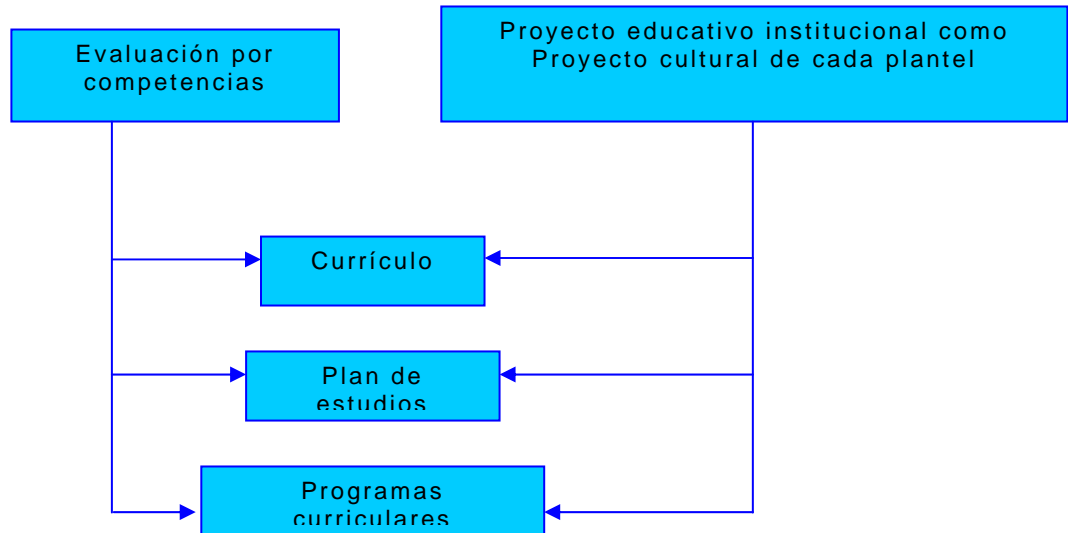 Evaluación por
competencias
Proyecto educativo institucional como
Proyecto cultural de cada plantel
Currículo
Plan de
estudios
Programas
curriculares